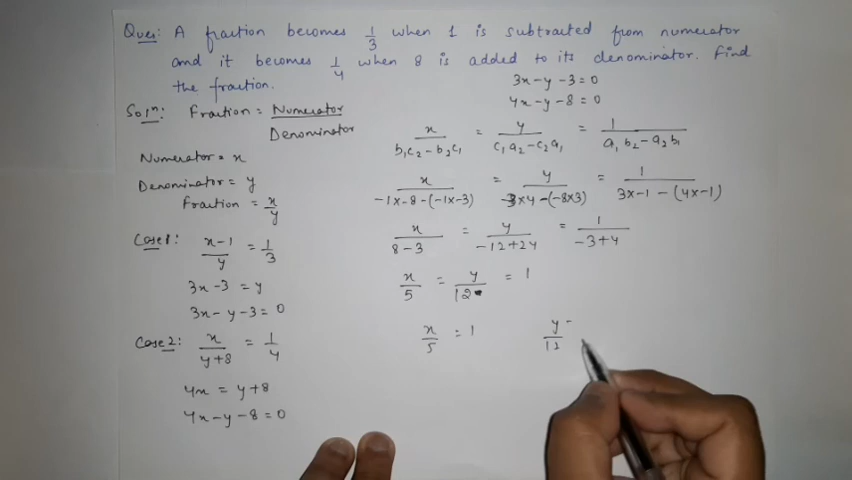 Ques: A fraction becomes 1/3 when 1 is subtracted from numerator
and it becomes 1/4 when 8 is added to its denominator. Find
the fraction.
Soln: Fraction = Numerator/Denominator
Numerator = x
Denominator = y
Fraction = x/y
Case 1: (x-1)/y = 1/3
3x-3 = y
3x-y-3=0
Case 2: x/(y+8) = 1/4
4x = y+8
4x-y-8=0
3x-y-3=0
4x-y-8=0
x/(b₁c₂-b₂c₁) = y/(c₁a₂-c₂a₁) = 1/(a₁b₂-a₂b₁)
x/(-1x-8-(-1x-3)) = y/(-3x4-(-8x3)) = 1/(3x-1-(4x-1))
x/(8-3) = y/(-12+24) = 1/(-3+4)
x/5 = y/12 = 1
x/5 = 1 y/12 -